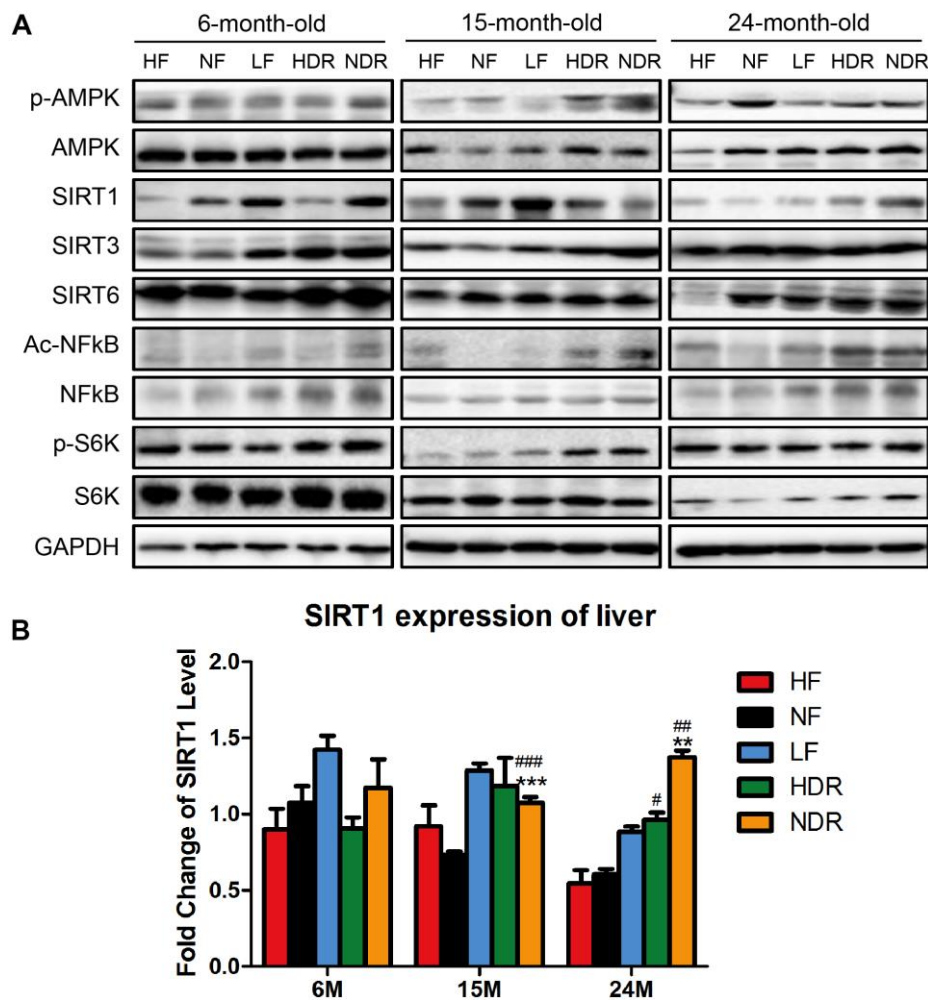 A
6-month-old 15-month-old 24-month-old
HF NF LF HDR NDR HF NF LF HDR NDR HF NF LF HDR NDR
p-AMPK
AMPK
SIRT1
SIRT3
SIRT6
Ac-NFkB
NFkB
p-S6K
S6K
GAPDH
B
SIRT1 expression of liver
Fold Change of SIRT1 Level
2.0
1.5
1.0
0.5
0.0
###
***
#
##
**
6M 15M 24M
HF
NF
LF
HDR
NDR